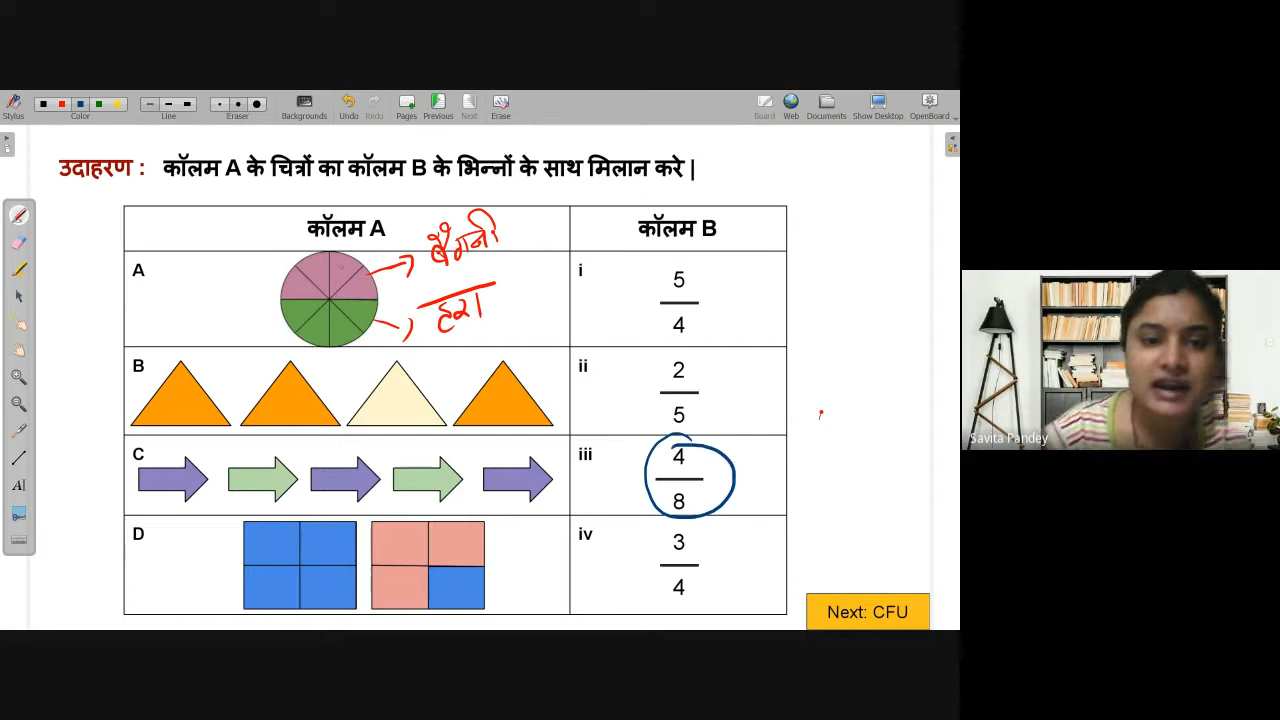 Stylus
Color
Line
Eraser
Backgrounds
Undo
Redo
Pages
Previous
Next
Erase
Board
Web
Documents
Show Desktop
OpenBoard
उदाहरण : कॉलम A के चित्रों का कॉलम B के भिन्नों के साथ मिलान करे |
कॉलम A
कॉलम B
A
बैंगनी
हरा
i
5
4
B
ii
2
5
C
iii
4
8
D
iv
3
4
Next: CFU
Savita Pandey